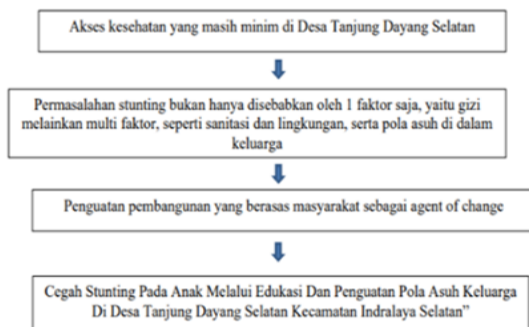 Akses kesehatan yang masih minim di Desa Tanjung Dayang Selatan
Permasalahan stunting bukan hanya disebabkan oleh 1 faktor saja, yaitu gizi
melainkan multi faktor, seperti sanitasi dan lingkungan, serta pola asuh di dalam
keluarga
Penguatan pembangunan yang berasas masyarakat sebagai agent of change
Cegah Stunting Pada Anak Melalui Edukasi Dan Penguatan Pola Asuh Keluarga
Di Desa Tanjung Dayang Selatan Kecamatan Indralaya Selatan”